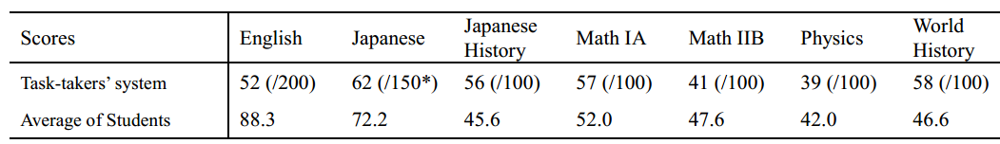 Scores English Japanese Japanese History Math IA Math IIB Physics World History
Task-takers' system 52 (/200) 62 (/150*) 56 (/100) 57 (/100) 41 (/100) 39 (/100) 58 (/100)
Average of Students 88.3 72.2 45.6 52.0 47.6 42.0 46.6